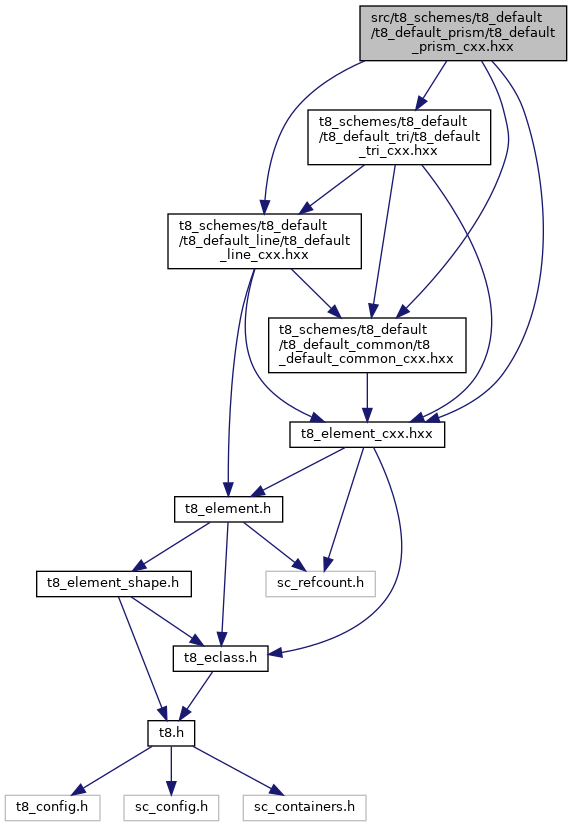 src/t8_schemes/t8_default
/t8_default_prism/t8_default
_prism_cxx.hxx
t8_schemes/t8_default
/t8_default_tri/t8_default
_tri_cxx.hxx
t8_schemes/t8_default
/t8_default_line/t8_default
_line_cxx.hxx
t8_schemes/t8_default
/t8_default_common/t8
_default_common_cxx.hxx
t8_element_cxx.hxx
t8_element.h
t8_element_shape.h
sc_refcount.h
t8_eclass.h
t8.h
t8_config.h
sc_config.h
sc_containers.h